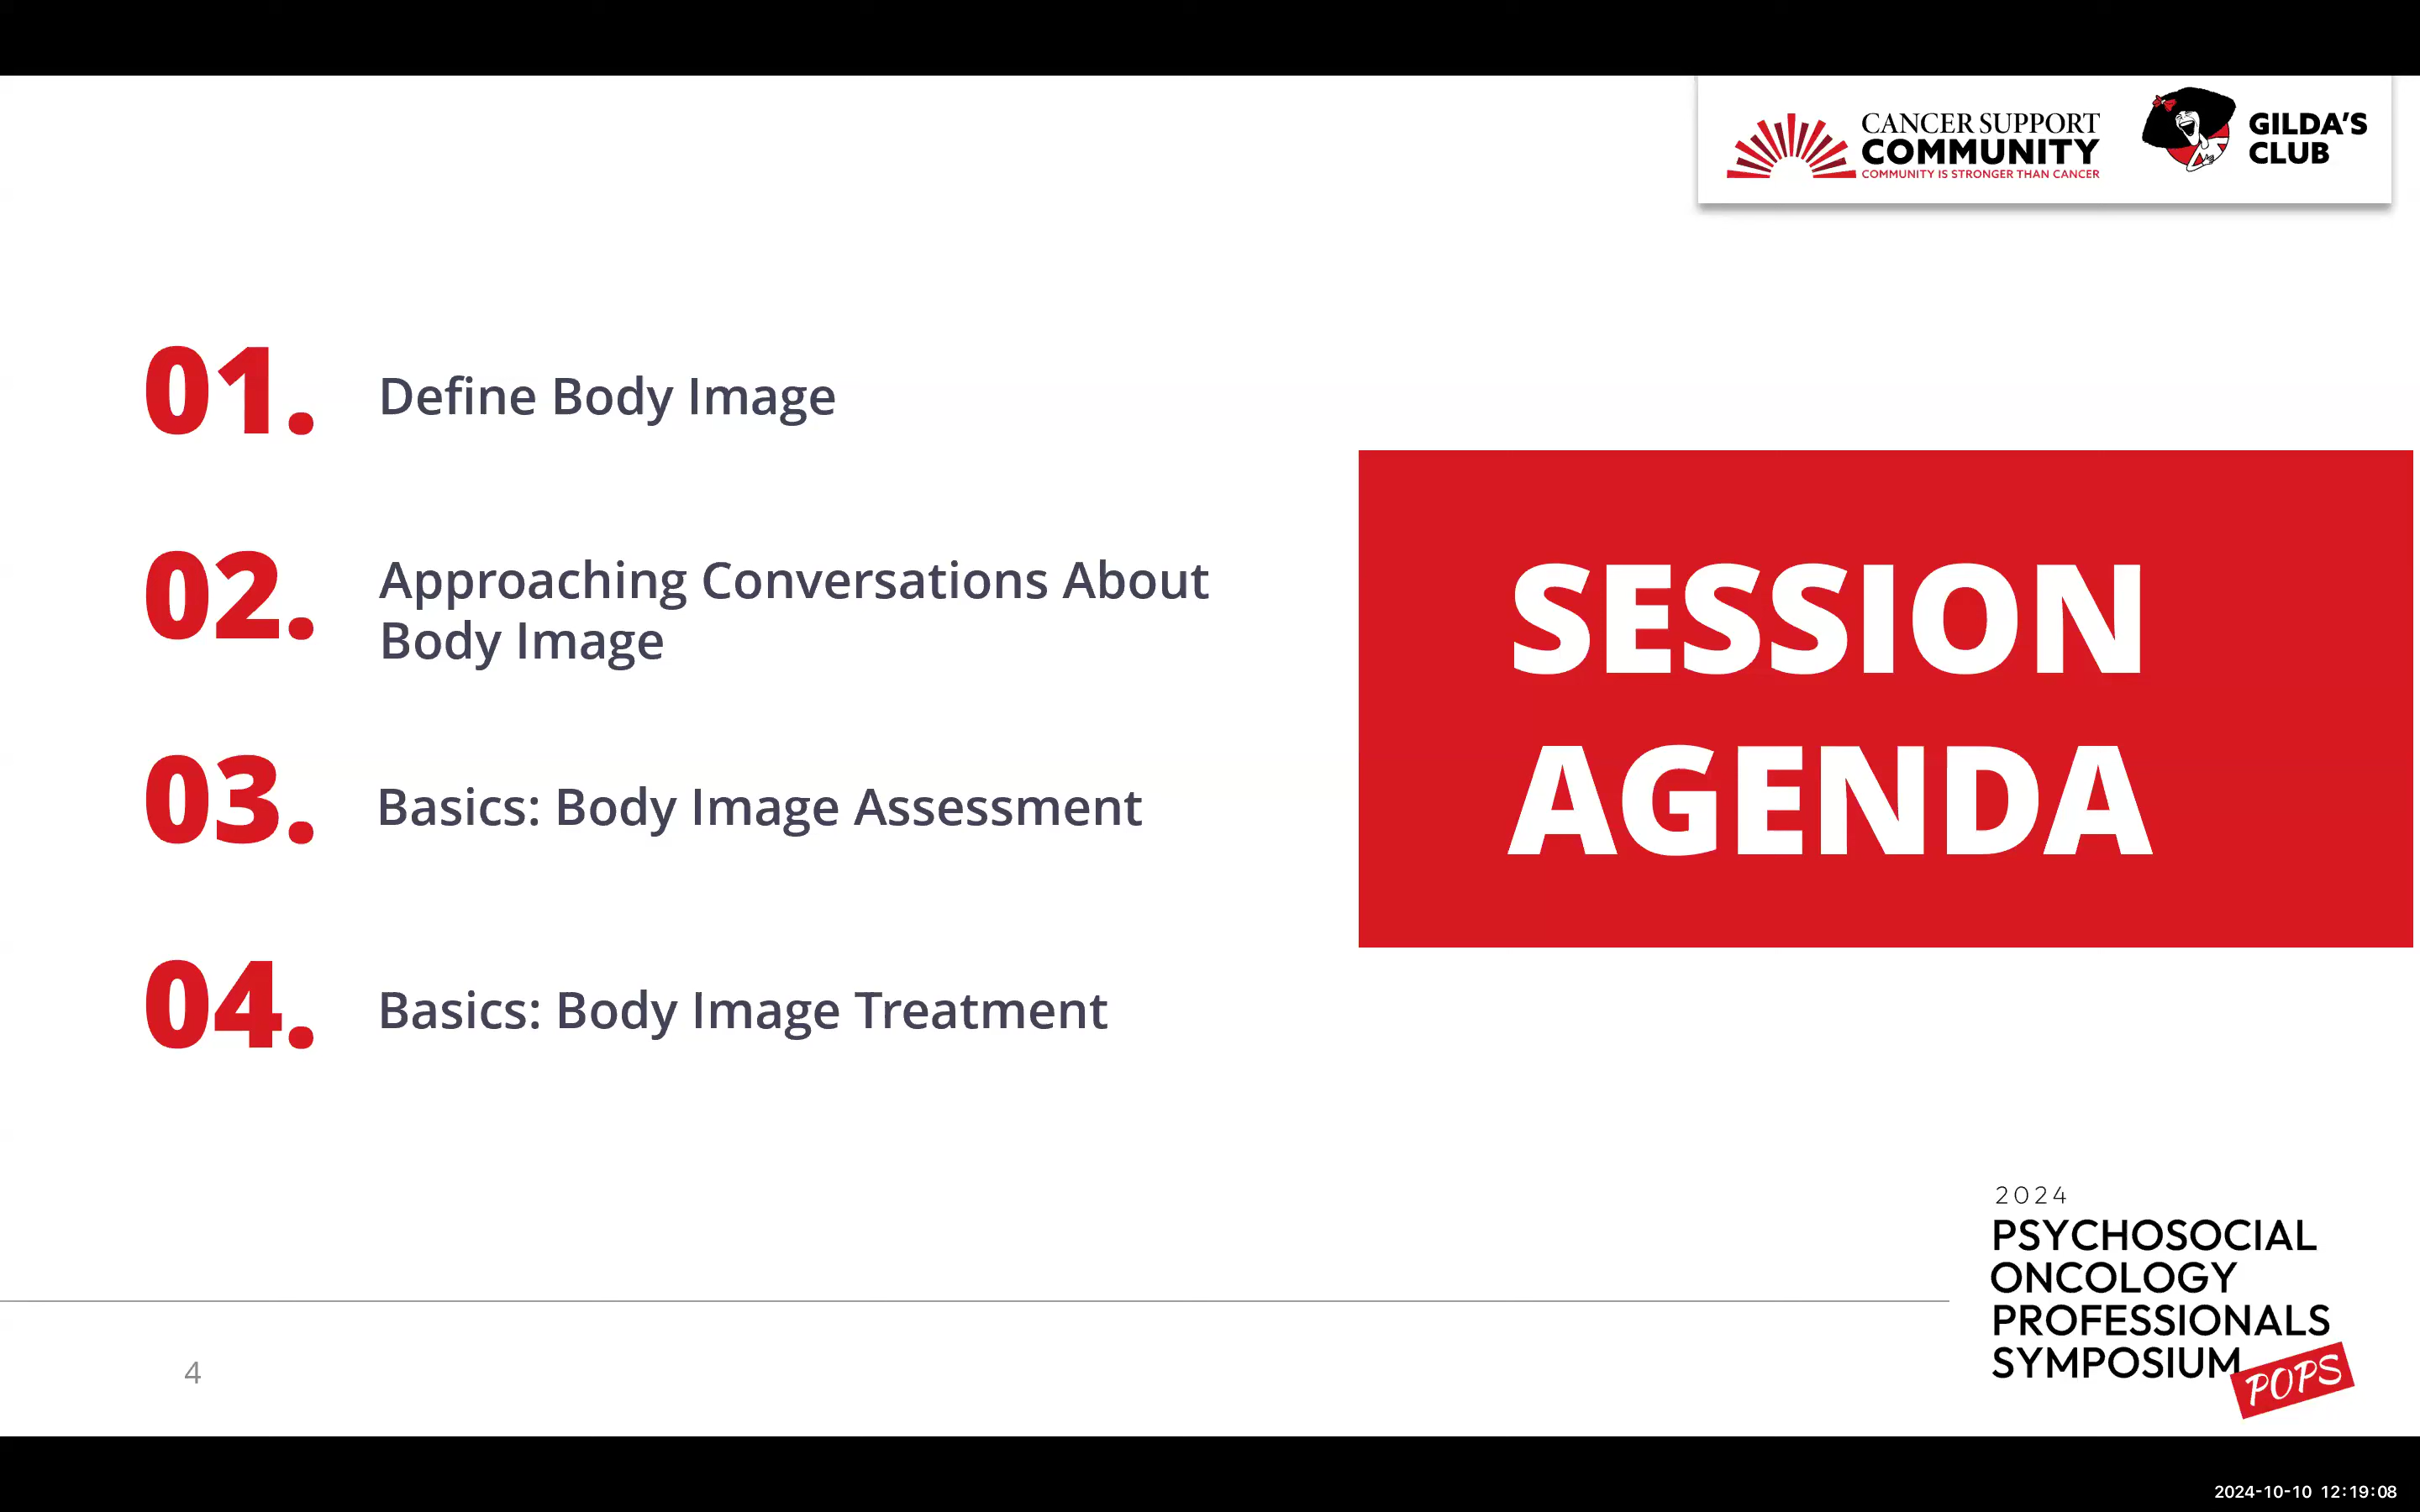 CANCER SUPPORT
COMMUNITY
COMMUNITY IS STRONGER THAN CANCER
GILDA'S
CLUB
01. Define Body Image
02. Approaching Conversations About
Body Image
03. Basics: Body Image Assessment
04. Basics: Body Image Treatment
SESSION
AGENDA
2024
PSYCHOSOCIAL
ONCOLOGY
PROFESSIONALS
SYMPOSIUM
POPS
4
2024-10-10 12:19:08